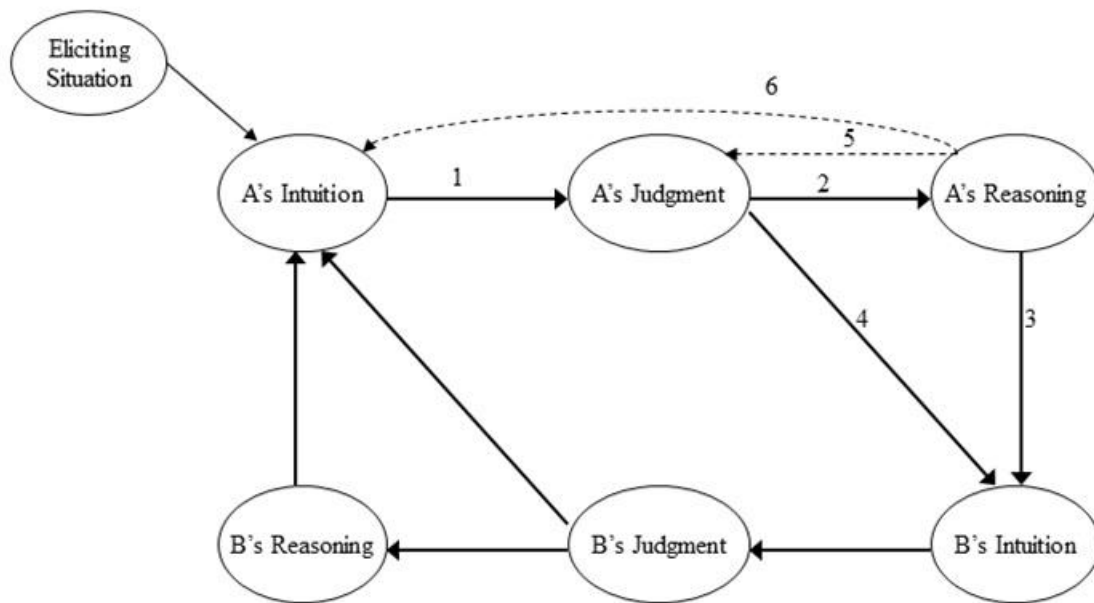 Eliciting
Situation
6
5
A's Intuition
1
A's Judgment
2
A's Reasoning
4
3
B's Reasoning
B's Judgment
B's Intuition